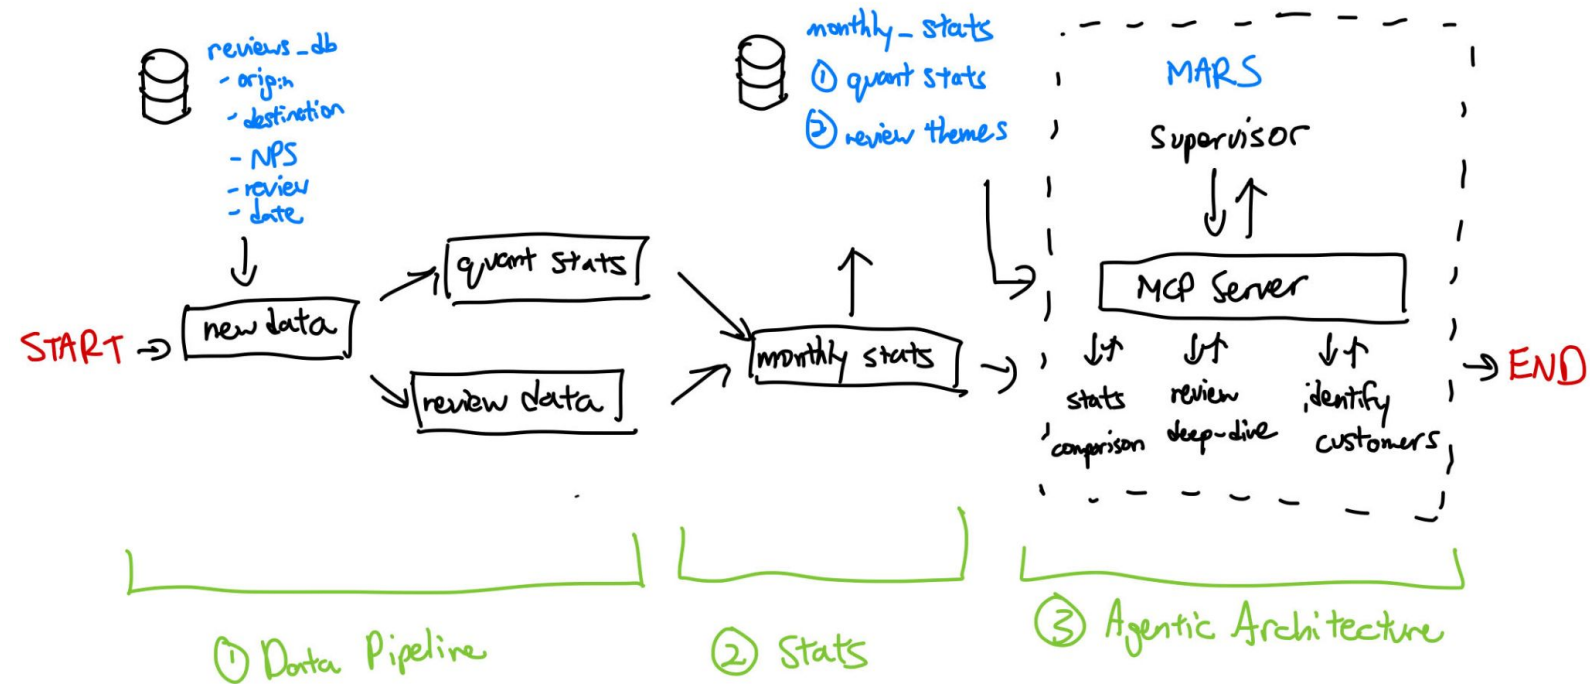 reviews_db
- origin
- destination
- NPS
- review
- date
monthly_stats
① quant stats
② review themes
MARS
Supervisor
MCP Server
START
new data
quant stats
review data
monthly stats
stats
comparison
review
deep-dive
identify
customers
END
① Data Pipeline
② Stats
③ Agentic Architecture